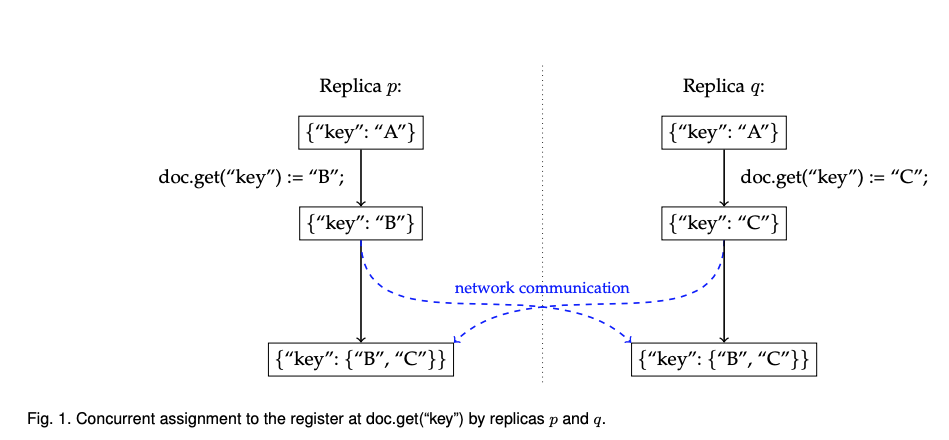 Replica p:
Replica q:
{“key”: “A”}
{“key”: “A”}
doc.get(“key”) := “B”;
doc.get(“key”) := “C”;
{“key”: “B”}
{“key”: “C”}
network communication
{“key”: {“B”, “C”}}
{“key”: {“B”, “C”}}
Fig. 1. Concurrent assignment to the register at doc.get(“key”) by replicas p and q.